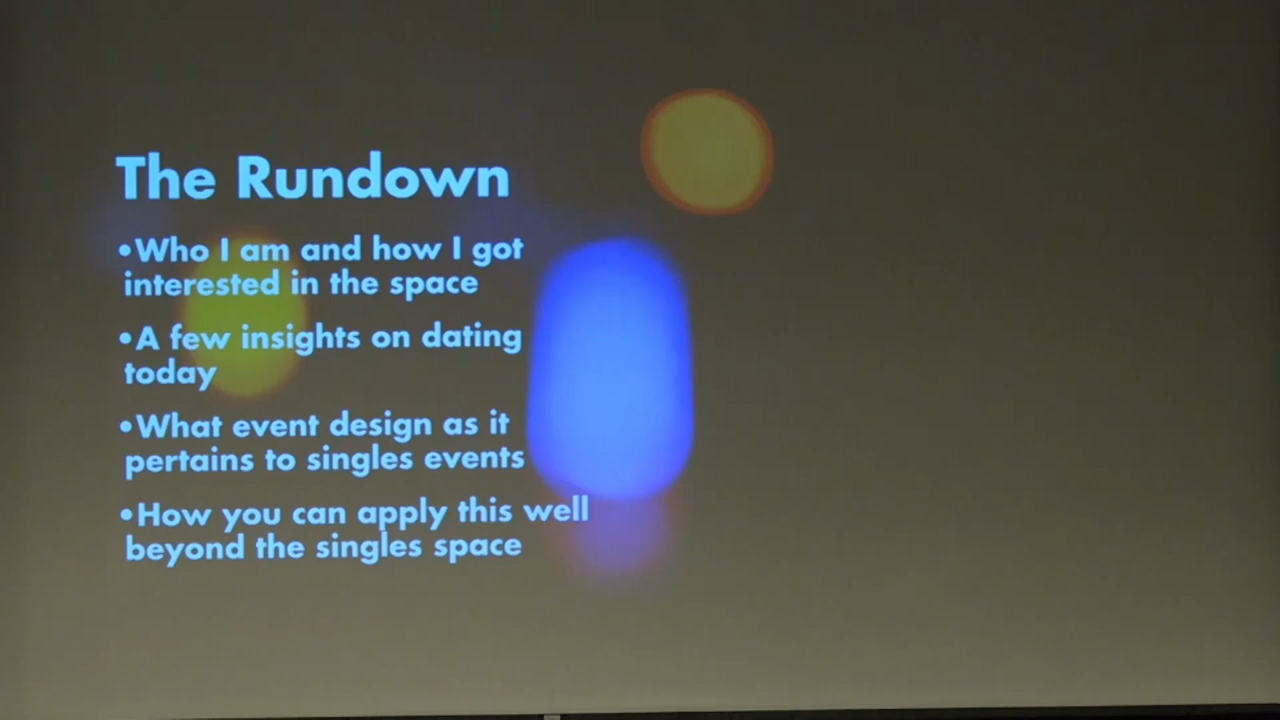 The Rundown
•Who I am and how I got
interested in the space
•A few insights on dating
today
•What event design as it
pertains to singles events
•How you can apply this well
beyond the singles space